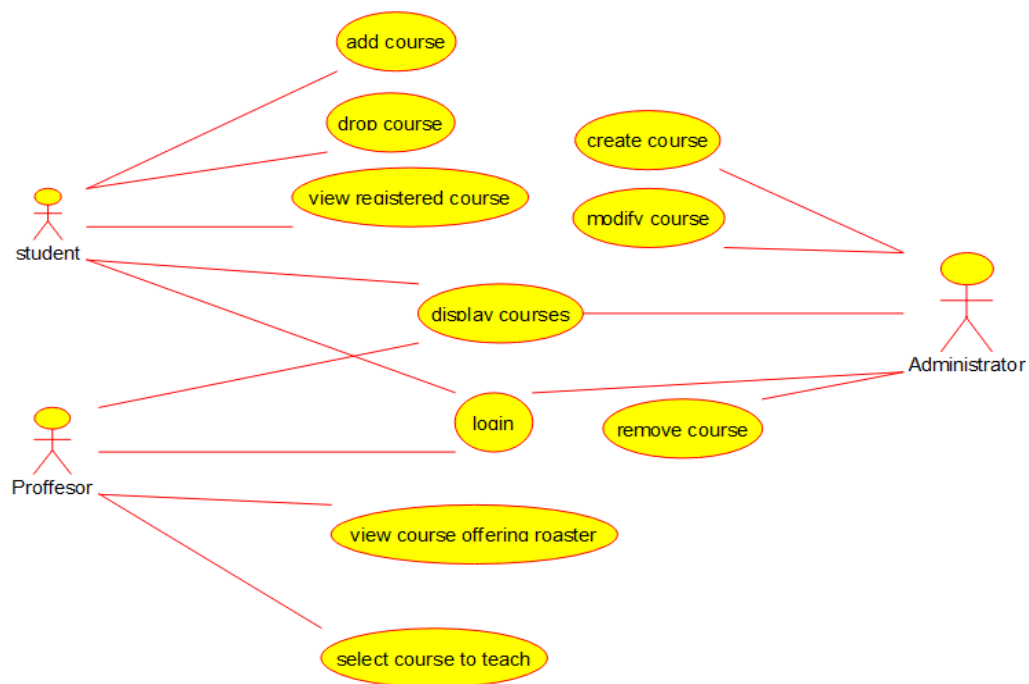 add course
drop course
create course
view registered course
modify course
student
display courses
Administrator
login
remove course
Proffesor
view course offering roaster
select course to teach